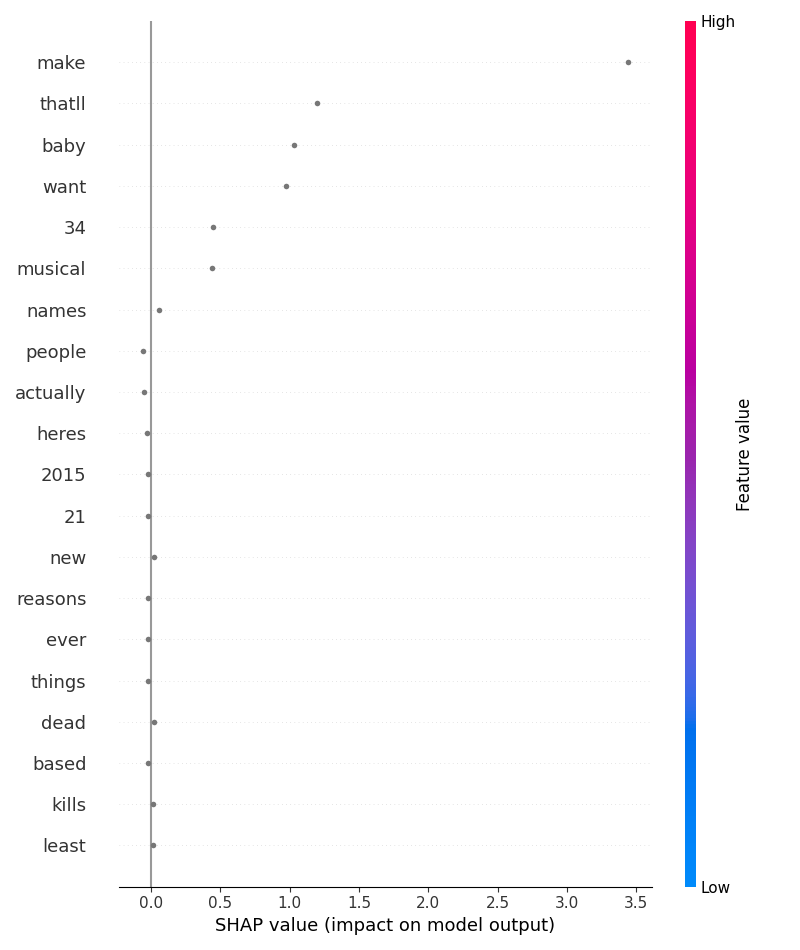 High
make
thatll
baby
want
34
musical
names
people
actually
heres
2015
21
new
reasons
ever
things
dead
based
kills
least
Feature value
Low
0.0 0.5 1.0 1.5 2.0 2.5 3.0 3.5
SHAP value (impact on model output)